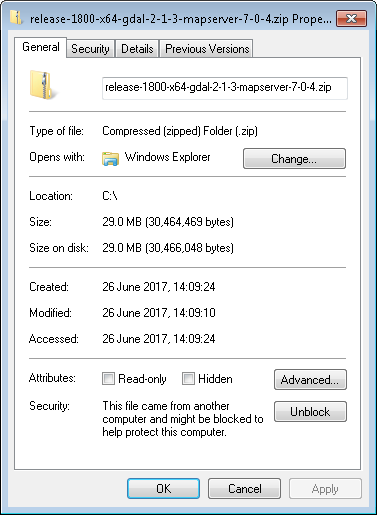 release-1800-x64-gdal-2-1-3-mapserver-7-0-4.zip Prope...
General Security Details Previous Versions
release-1800-x64-gdal-2-1-3-mapserver-7-0-4.zip
Type of file: Compressed (zipped) Folder (.zip)
Opens with: Windows Explorer Change...
Location: C:\
Size: 29.0 MB (30,464,469 bytes)
Size on disk: 29.0 MB (30,466,048 bytes)
Created: 26 June 2017, 14:09:24
Modified: 26 June 2017, 14:09:10
Accessed: 26 June 2017, 14:09:24
Attributes: Read-only Hidden Advanced...
Security: This file came from another
computer and might be blocked to
help protect this computer.
Unblock
OK Cancel Apply